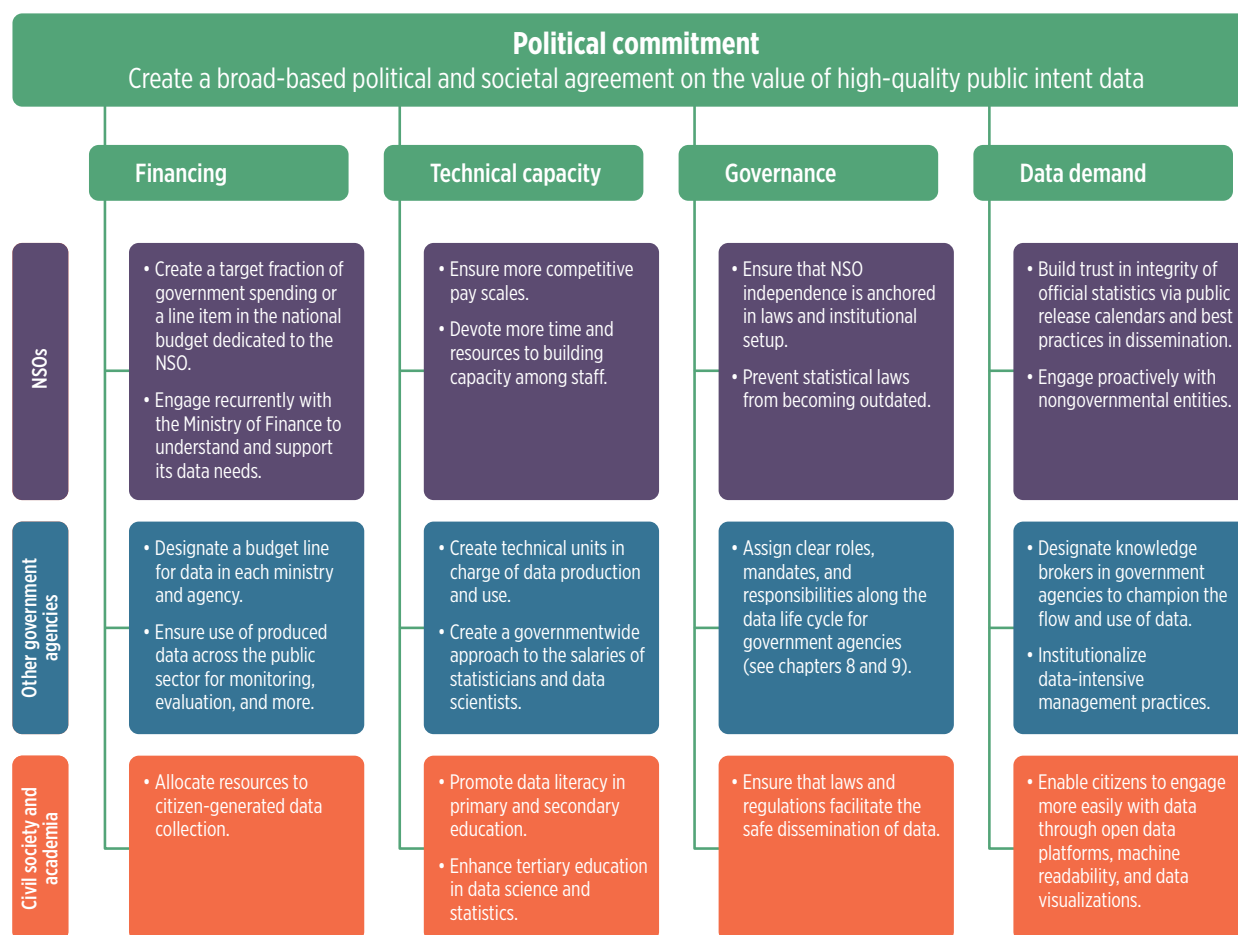 Political commitment
Create a broad-based political and societal agreement on the value of high-quality public intent data
Financing
Technical capacity
Governance
Data demand
NSOs
• Create a target fraction of
government spending or
a line item in the national
budget dedicated to the
NSO.
• Engage recurrently with
the Ministry of Finance to
understand and support
its data needs.
• Ensure more competitive
pay scales.
• Devote more time and
resources to building
capacity among staff.
• Ensure that NSO
independence is anchored
in laws and institutional
setup.
• Prevent statistical laws
from becoming outdated.
• Build trust in integrity of
official statistics via public
release calendars and best
practices in dissemination.
• Engage proactively with
nongovernmental entities.
Other government
agencies
• Designate a budget line
for data in each ministry
and agency.
• Ensure use of produced
data across the public
sector for monitoring,
evaluation, and more.
• Create technical units in
charge of data production
and use.
• Create a governmentwide
approach to the salaries of
statisticians and data
scientists.
• Assign clear roles,
mandates, and
responsibilities along the
data life cycle for
government agencies
(see chapters 8 and 9).
• Designate knowledge
brokers in government
agencies to champion the
flow and use of data.
• Institutionalize
data-intensive
management practices.
Civil society and
academia
• Allocate resources to
citizen-generated data
collection.
• Promote data literacy in
primary and secondary
education.
• Enhance tertiary education
in data science and
statistics.
• Ensure that laws and
regulations facilitate the
safe dissemination of data.
• Enable citizens to engage
more easily with data
through open data
platforms, machine
readability, and data
visualizations.